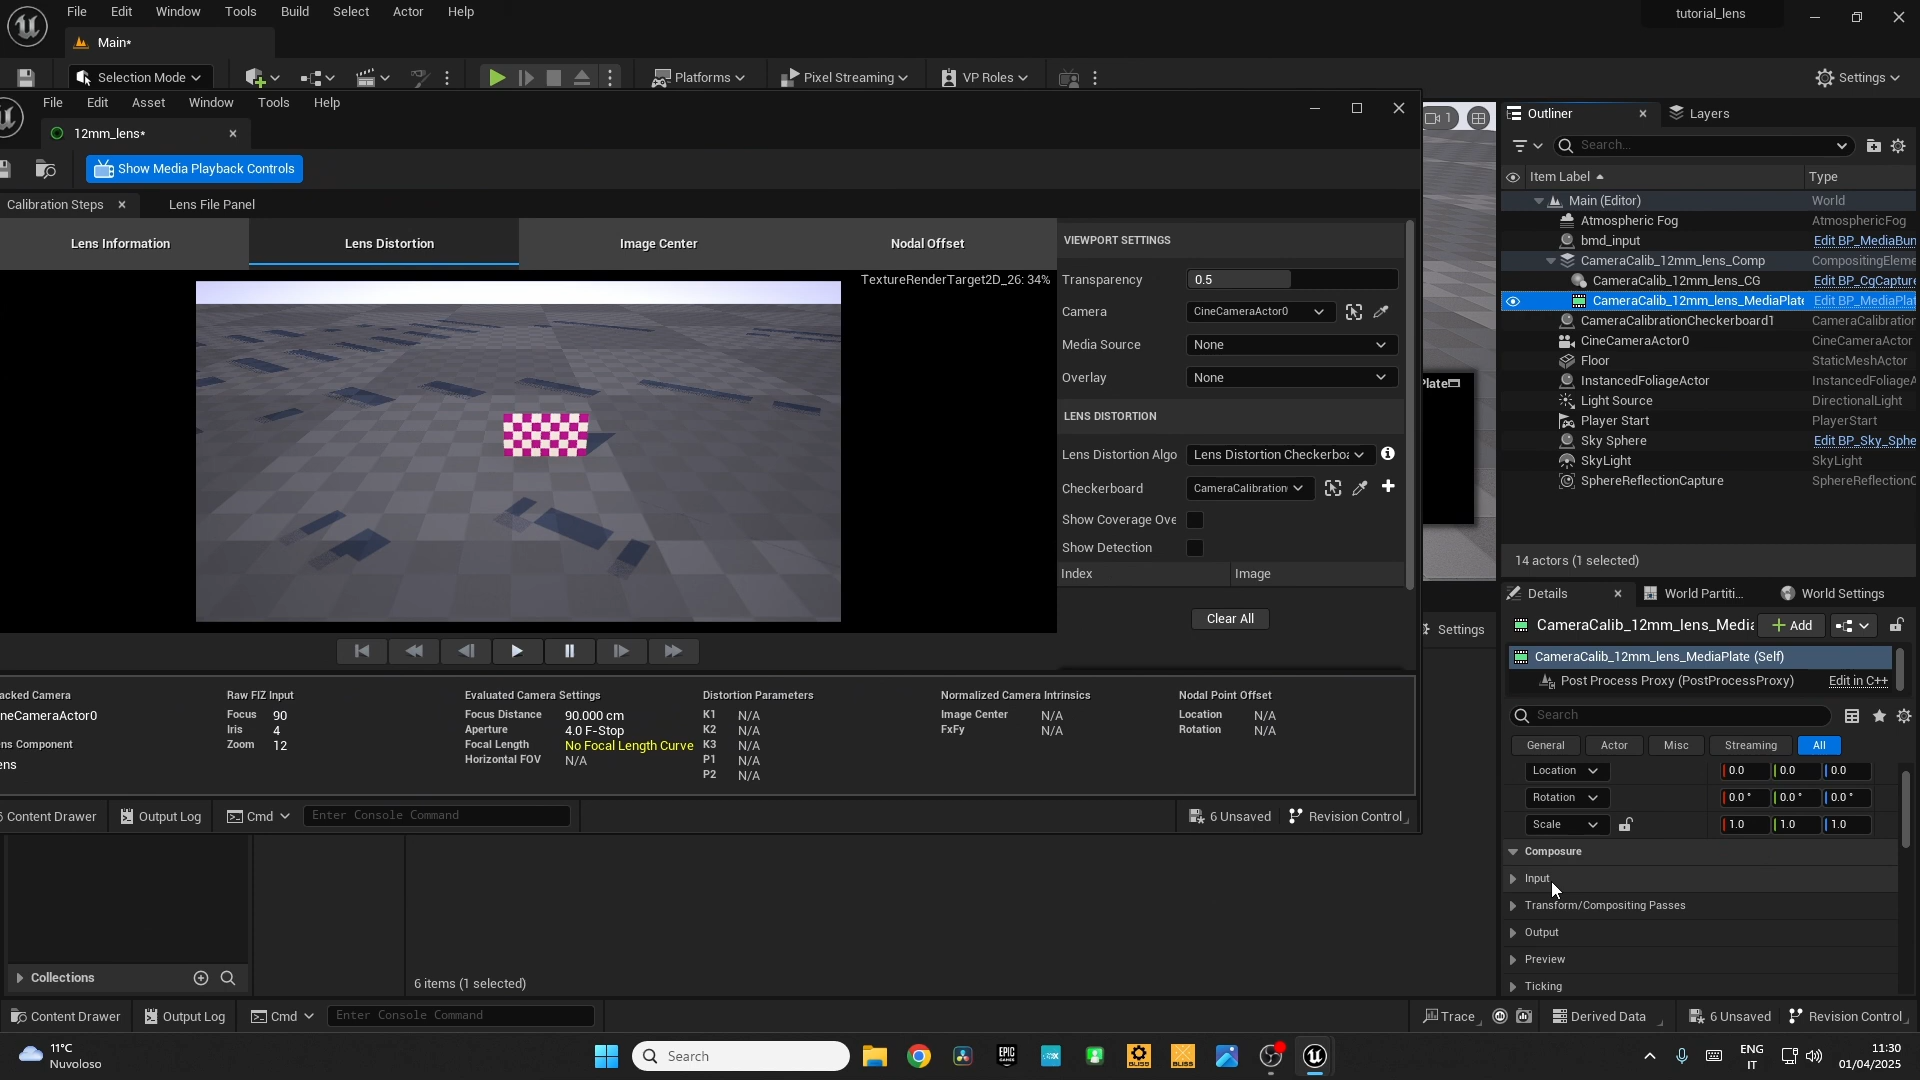 File Edit Window Tools Build Select Actor Help
tutorial_lens
Main*
Selection Mode
Platforms
Pixel Streaming
VP Roles
Settings
File Edit Asset Window Tools Help
12mm_lens*
Show Media Playback Controls
Calibration Steps
Lens File Panel
Lens Information
Lens Distortion
Image Center
Nodal Offset
TextureRenderTarget2D_26: 34%
VIEWPORT SETTINGS
Transparency 0.5
Camera CineCameraActor0
Media Source None
Overlay None
LENS DISTORTION
Lens Distortion Algo Lens Distortion Checkerboa
Checkerboard CameraCalibration
Show Coverage Ove
Show Detection
Index Image
Clear All
acked Camera
neCameraActor0
ns Component
ens
Raw FIZ Input
Focus 90
Iris 4
Zoom 12
Evaluated Camera Settings
Focus Distance 90.000 cm
Aperture 4.0 F-Stop
Focal Length No Focal Length Curve
Horizontal FOV N/A
Distortion Parameters
K1 N/A
K2 N/A
K3 N/A
P1 N/A
P2 N/A
Normalized Camera Intrinsics
Image Center N/A
FxFy N/A
Nodal Point Offset
Location N/A
Rotation N/A
Content Drawer
Output Log
Cmd
Enter Console Command
6 Unsaved
Revision Control
1
Plate
Settings
Outliner
Layers
Search...
Item Label Type
Main (Editor) World
Atmospheric Fog AtmosphericFog
bmd_input Edit BP_MediaBun
CameraCalib_12mm_lens_Comp CompositingEleme
CameraCalib_12mm_lens_CG Edit BP_CgCapture
CameraCalib_12mm_lens_MediaPlate Edit BP_MediaPlat
CameraCalibrationCheckerboard1 CameraCalibration
CineCameraActor0 CineCameraActor
Floor StaticMeshActor
InstancedFoliageActor InstancedFoliageA
Light Source DirectionalLight
Player Start PlayerStart
Sky Sphere Edit BP_Sky_Sphe
SkyLight SkyLight
SphereReflectionCapture SphereReflectionC
14 actors (1 selected)
Details
World Partiti...
World Settings
CameraCalib_12mm_lens_Media
Add
CameraCalib_12mm_lens_MediaPlate (Self)
Post Process Proxy (PostProcessProxy) Edit in C++
Search
General
Actor
Misc
Streaming
All
Location 0.0 0.0 0.0
Rotation 0.0 ° 0.0 ° 0.0 °
Scale 1.0 1.0 1.0
Composure
Input
Transform/Compositing Passes
Output
Preview
Ticking
Collections
6 items (1 selected)
Content Drawer
Output Log
Cmd
Enter Console Command
Trace
Derived Data
6 Unsaved
Revision Control
11°C
Nuvoloso
Search
EPIC
BLISS
ENG
IT
11:30
01/04/2025